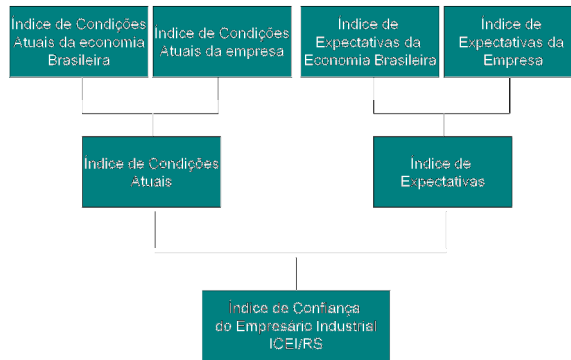 Índice de Condições
Atuais da economia
Brasileira
Índice de Condições
Atuais da empresa
Índice de
Expectativas da
Economia Brasileira
Índice de
Expectativas da
Empresa
Índice de Condições
Atuais
Índice de
Expectativas
Índice de Confiança
do Empresário Industrial
ICEI/RS